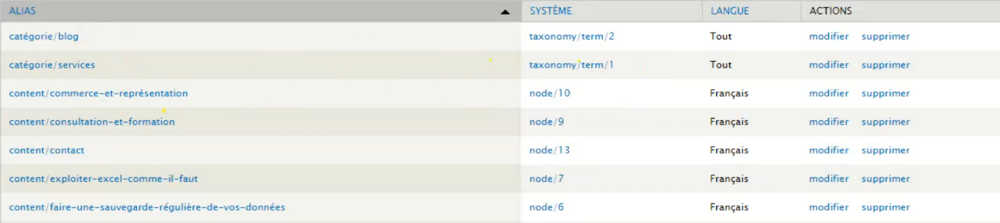 ALIAS SYSTÈME LANGUE ACTIONS
catégorie/blog taxonomy/term/2 Tout modifier supprimer
catégorie/services taxonomy/term/1 Tout modifier supprimer
content/commerce-et-représentation node/10 Français modifier supprimer
content/consultation-et-formation node/9 Français modifier supprimer
content/contact node/13 Français modifier supprimer
content/exploiter-excel-comme-il-faut node/7 Français modifier supprimer
content/faire-une-sauvegarde-régulière-de-vos-données node/6 Français modifier supprimer